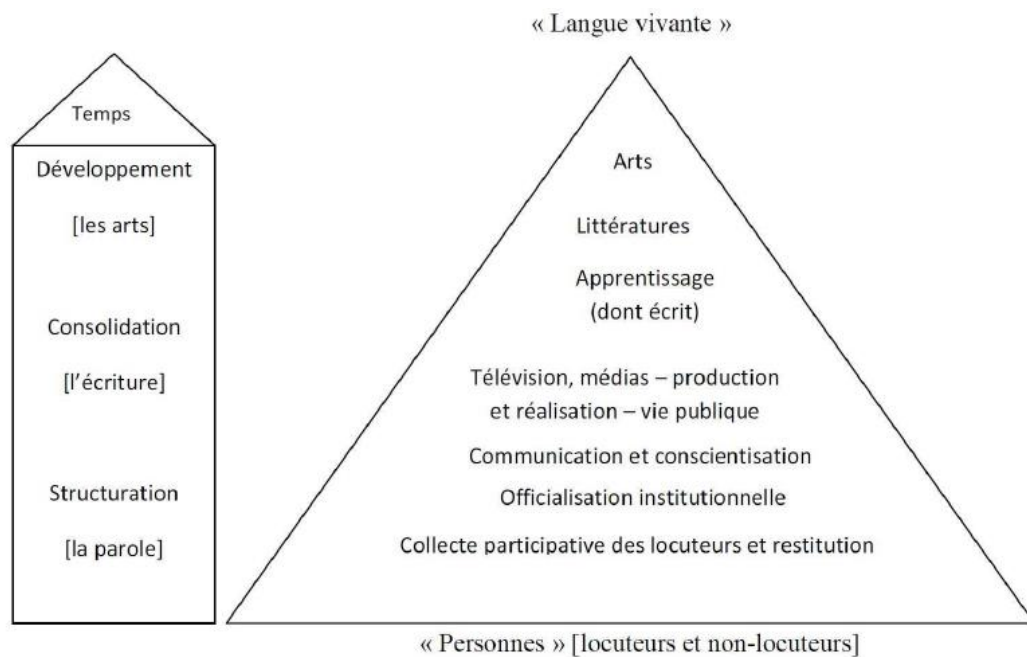 « Langue vivante »
Temps
Développement
[les arts]
Consolidation
[l'écriture]
Structuration
[la parole]
Arts
Littératures
Apprentissage
(dont écrit)
Télévision, médias – production
et réalisation – vie publique
Communication et conscientisation
Officialisation institutionnelle
Collecte participative des locuteurs et restitution
« Personnes » [locuteurs et non-locuteurs]